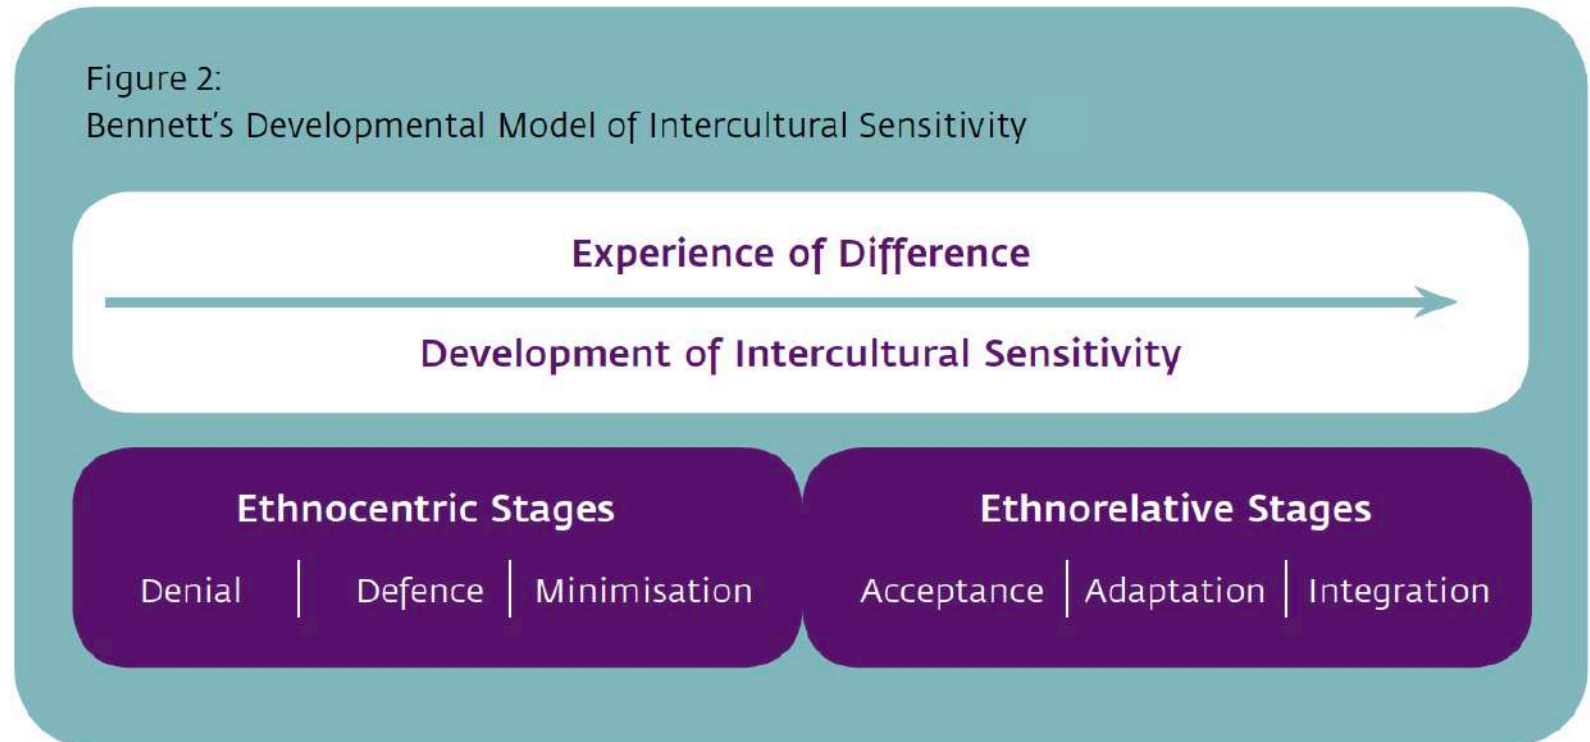 Figure 2:
Bennett's Developmental Model of Intercultural Sensitivity
Experience of Difference
Development of Intercultural Sensitivity
Ethnocentric Stages
Denial | Defence | Minimisation
Ethnorelative Stages
Acceptance | Adaptation | Integration